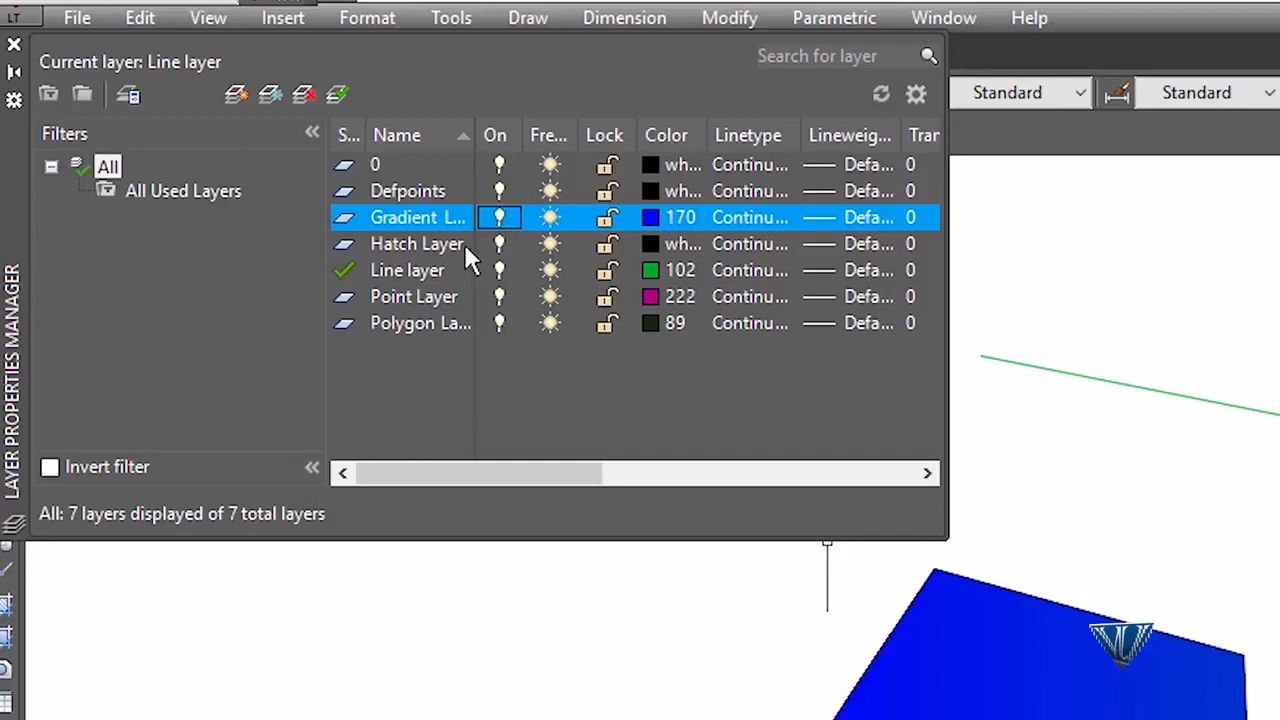 LT File Edit View Insert Format Tools Draw Dimension Modify Parametric Window Help
Current layer: Line layer
Search for layer
Standard Standard
Filters
All
All Used Layers
S... Name On Fre... Lock Color Linetype Lineweig... Tran
0 wh... Continu... Defa... 0
Defpoints wh... Continu... Defa... 0
Gradient L... 170 Continu... Defa... 0
Hatch Layer wh... Continu... Defa... 0
Line layer 102 Continu... Defa... 0
Point Layer 222 Continu... Defa... 0
Polygon La... 89 Continu... Defa... 0
Invert filter
All: 7 layers displayed of 7 total layers
LAYER PROPERTIES MANAGER